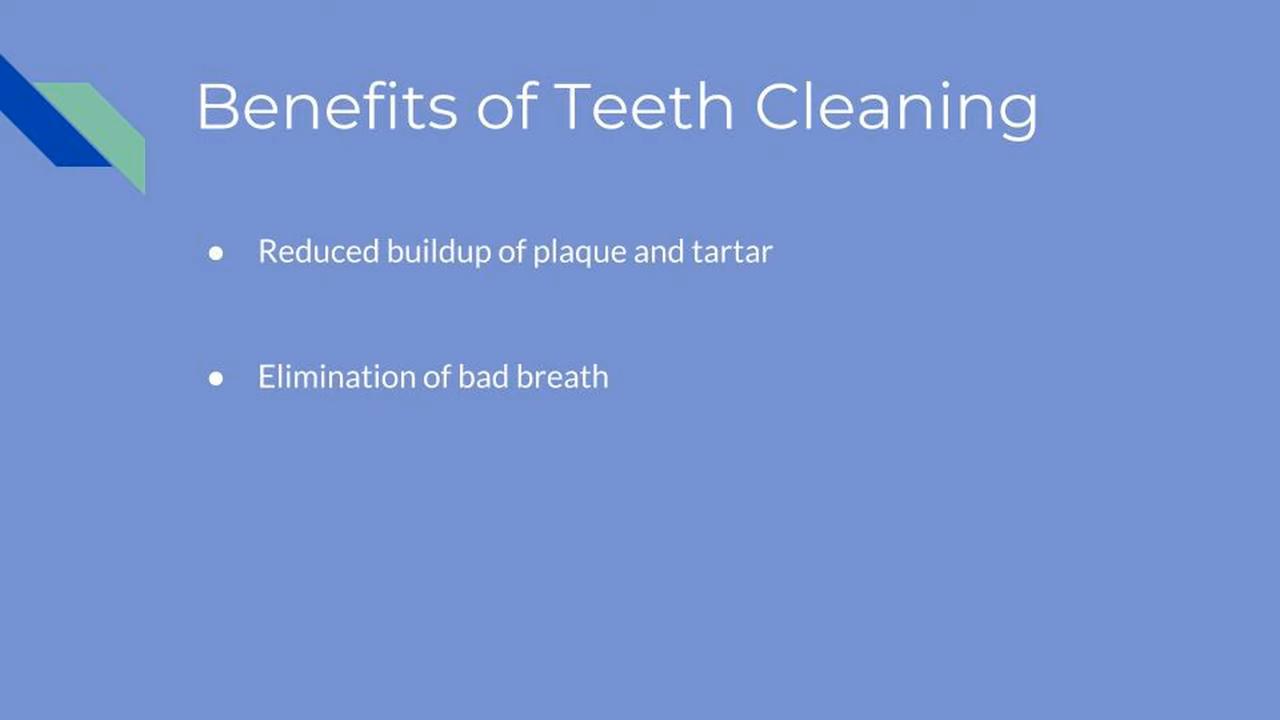 Benefits of Teeth Cleaning
● Reduced buildup of plaque and tartar
● Elimination of bad breath